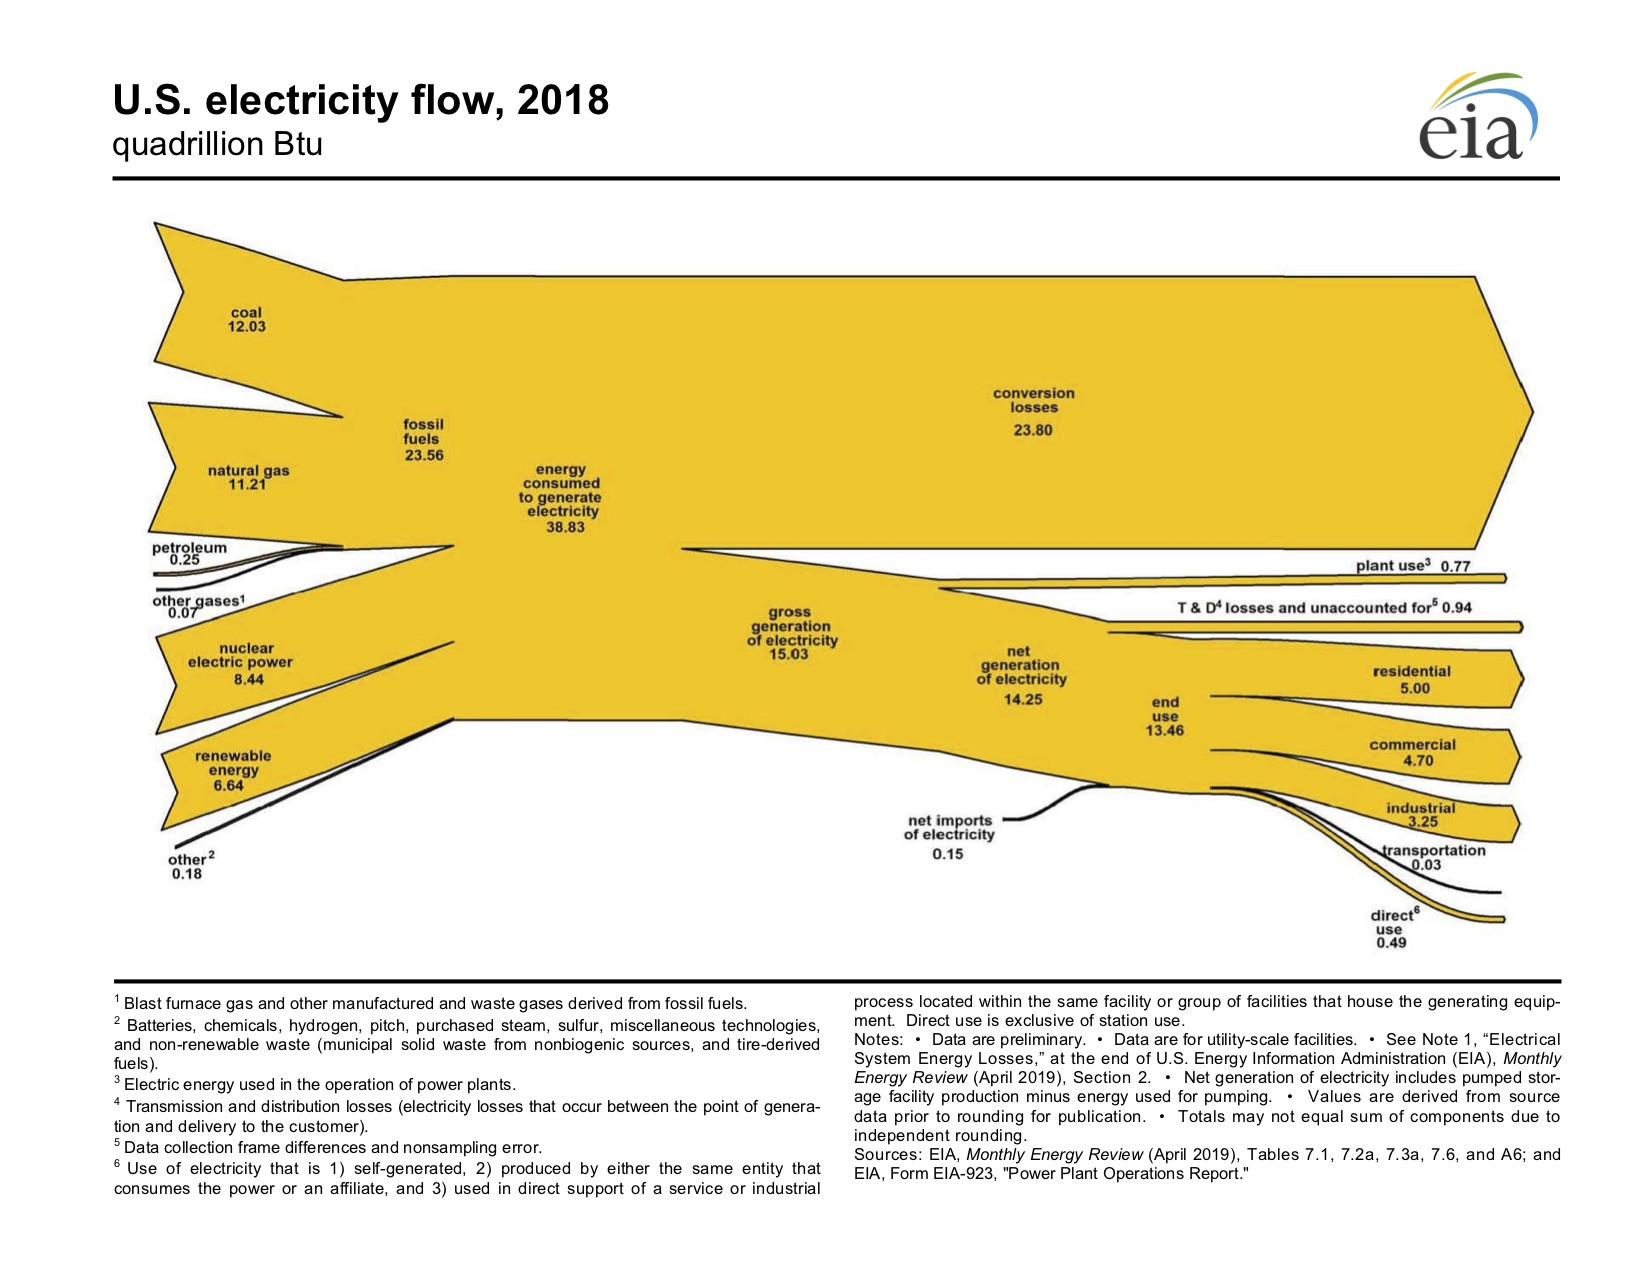 U.S. electricity flow, 2018
quadrillion Btu
eia
coal
12.03
natural gas
11.21
petroleum
0.25
other gases¹
0.07
nuclear
electric power
8.44
renewable
energy
6.64
other²
0.18
fossil
fuels
23.56
energy
consumed
to generate
electricity
38.83
conversion
losses
23.80
gross
generation
of electricity
15.03
plant use³ 0.77
T & D⁴ losses and unaccounted for⁵ 0.94
net
generation
of electricity
14.25
net imports
of electricity
0.15
end
use
13.46
residential
5.00
commercial
4.70
industrial
3.25
transportation
0.03
direct⁶
use
0.49
¹ Blast furnace gas and other manufactured and waste gases derived from fossil fuels.
² Batteries, chemicals, hydrogen, pitch, purchased steam, sulfur, miscellaneous technologies,
and non-renewable waste (municipal solid waste from nonbiogenic sources, and tire-derived
fuels).
³ Electric energy used in the operation of power plants.
⁴ Transmission and distribution losses (electricity losses that occur between the point of genera-
tion and delivery to the customer).
⁵ Data collection frame differences and nonsampling error.
⁶ Use of electricity that is 1) self-generated, 2) produced by either the same entity that
consumes the power or an affiliate, and 3) used in direct support of a service or industrial
process located within the same facility or group of facilities that house the generating equip-
ment. Direct use is exclusive of station use.
Notes: • Data are preliminary. • Data are for utility-scale facilities. • See Note 1, “Electrical
System Energy Losses,” at the end of U.S. Energy Information Administration (EIA), Monthly
Energy Review (April 2019), Section 2. • Net generation of electricity includes pumped stor-
age facility production minus energy used for pumping. • Values are derived from source
data prior to rounding for publication. • Totals may not equal sum of components due to
independent rounding.
Sources: EIA, Monthly Energy Review (April 2019), Tables 7.1, 7.2a, 7.3a, 7.6, and A6; and
EIA, Form EIA-923, "Power Plant Operations Report."